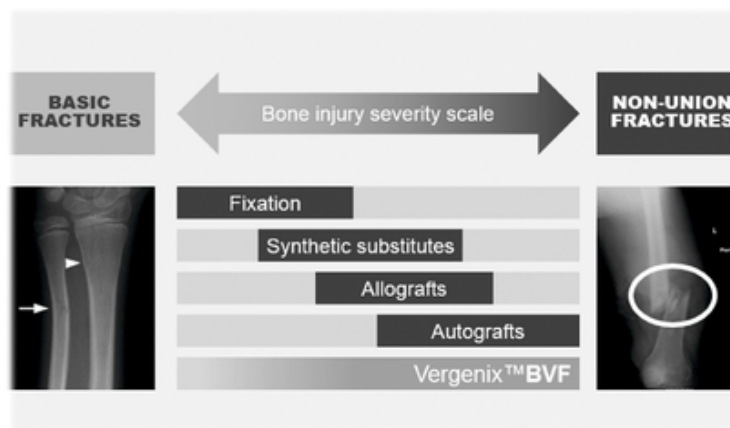 BASIC
FRACTURES
Bone injury severity scale
NON-UNION
FRACTURES
Fixation
Synthetic substitutes
Allografts
Autografts
Vergenix™BVF
L